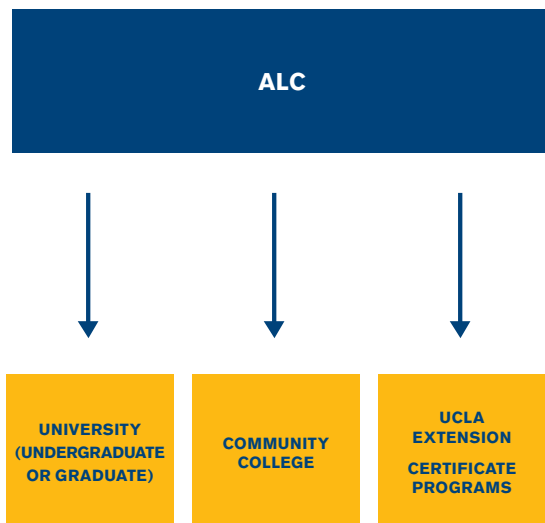 ALC
UNIVERSITY
(UNDERGRADUATE
OR GRADUATE)
COMMUNITY
COLLEGE
UCLA
EXTENSION
CERTIFICATE
PROGRAMS